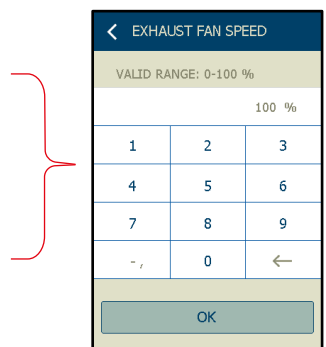 EXHAUST FAN SPEED
VALID RANGE: 0-100 %
100 %
1 2 3
4 5 6
7 8 9
- , 0
OK